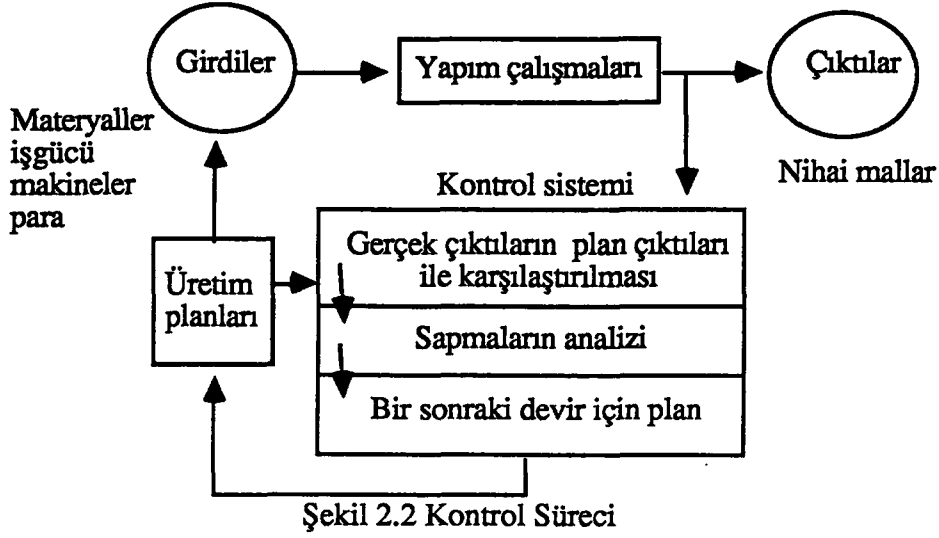 Girdiler
Yapım çalışmaları
Çıktılar
Materyaller
işgücü
makineler
para
Nihai mallar
Kontrol sistemi
Üretim
planları
Gerçek çıktıların plan çıktıları
ile karşılaştırılması
Sapmaların analizi
Bir sonraki devir için plan
Şekil 2.2 Kontrol Süreci